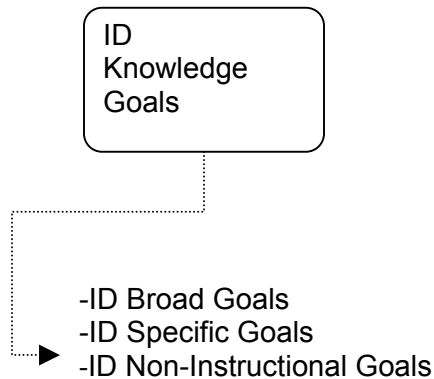 ID
Knowledge
Goals
-ID Broad Goals
-ID Specific Goals
-ID Non-Instructional Goals